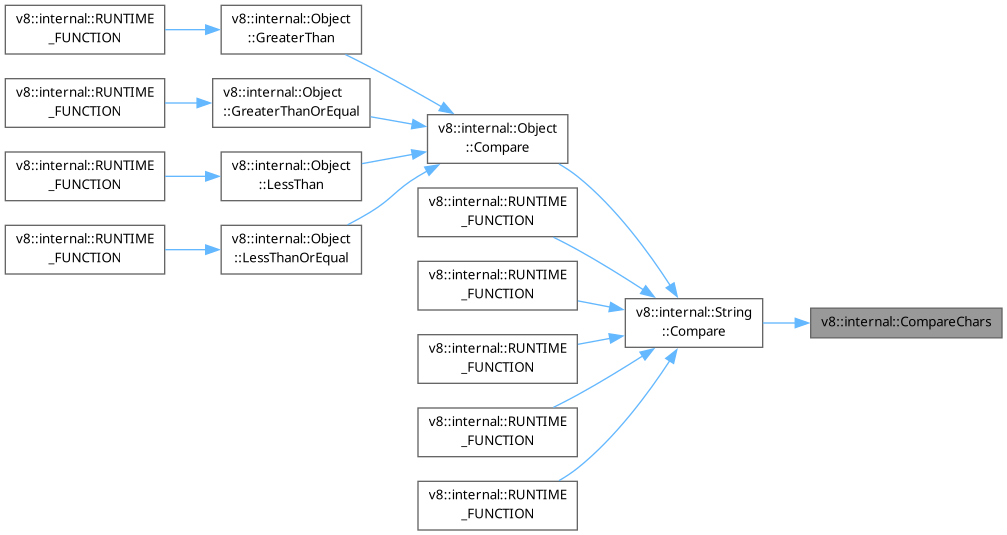 v8::internal::RUNTIME
_FUNCTION
v8::internal::Object
::GreaterThan
v8::internal::RUNTIME
_FUNCTION
v8::internal::Object
::GreaterThanOrEqual
v8::internal::Object
::Compare
v8::internal::RUNTIME
_FUNCTION
v8::internal::Object
::LessThan
v8::internal::RUNTIME
_FUNCTION
v8::internal::RUNTIME
_FUNCTION
v8::internal::Object
::LessThanOrEqual
v8::internal::RUNTIME
_FUNCTION
v8::internal::String
::Compare
v8::internal::CompareChars
v8::internal::RUNTIME
_FUNCTION
v8::internal::RUNTIME
_FUNCTION
v8::internal::RUNTIME
_FUNCTION